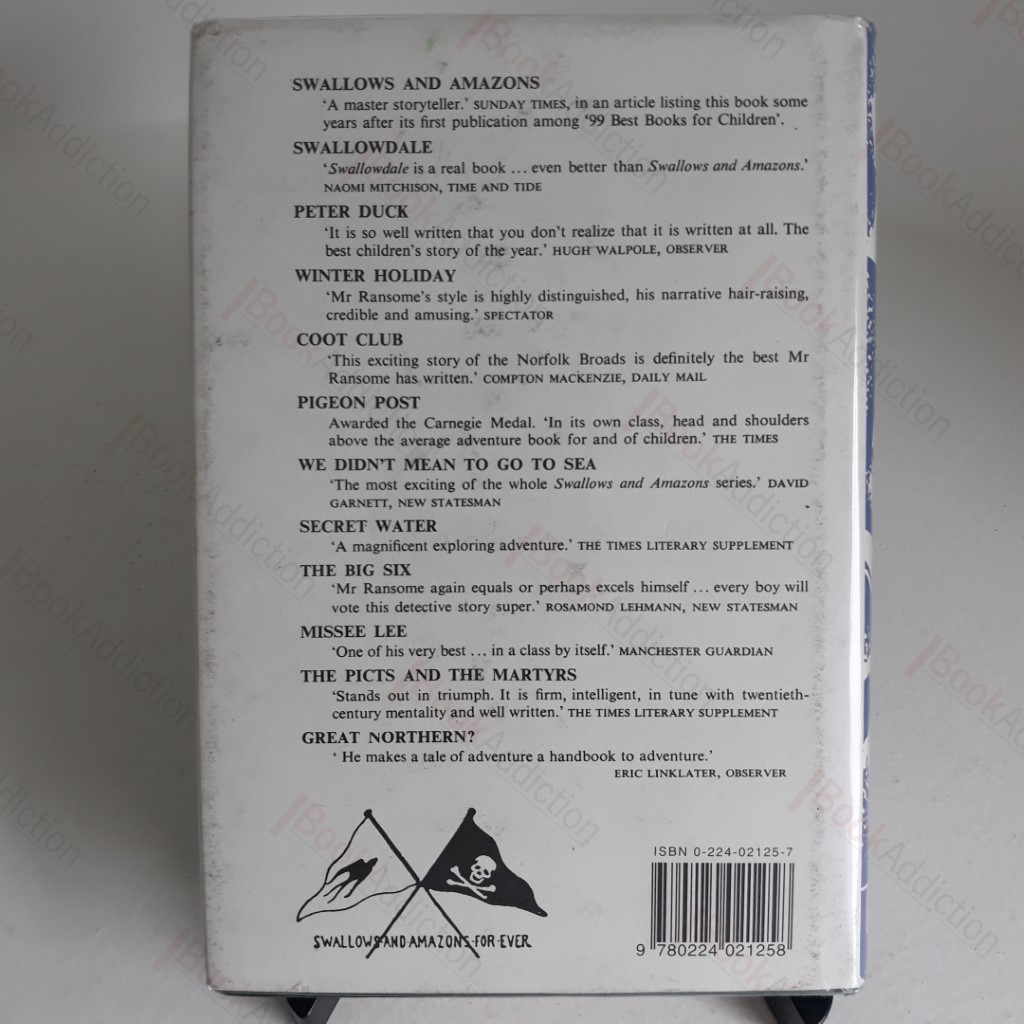 SWALLOWS AND AMAZONS
‘A master storyteller.’ SUNDAY TIMES, in an article listing this book some
years after its first publication among ‘99 Best Books for Children’.
SWALLOWDALE
‘Swallowdale is a real book ... even better than Swallows and Amazons.’
NAOMI MITCHISON, TIME AND TIDE
PETER DUCK
‘It is so well written that you don’t realize that it is written at all. The
best children’s story of the year.’ HUGH WALPOLE, OBSERVER
WINTER HOLIDAY
‘Mr Ransome’s style is highly distinguished, his narrative hair-raising,
credible and amusing.’ SPECTATOR
COOT CLUB
‘This exciting story of the Norfolk Broads is definitely the best Mr
Ransome has written.’ COMPTON MACKENZIE, DAILY MAIL
PIGEON POST
Awarded the Carnegie Medal. ‘In its own class, head and shoulders
above the average adventure book for and of children.’ THE TIMES
WE DIDN’T MEAN TO GO TO SEA
‘The most exciting of the whole Swallows and Amazons series.’ DAVID
GARNETT, NEW STATESMAN
SECRET WATER
‘A magnificent exploring adventure.’ THE TIMES LITERARY SUPPLEMENT
THE BIG SIX
‘Mr Ransome again equals or perhaps excels himself ... every boy will
vote this detective story super.’ ROSAMOND LEHMANN, NEW STATESMAN
MISSEE LEE
‘One of his very best ... in a class by itself.’ MANCHESTER GUARDIAN
THE PICTS AND THE MARTYRS
‘Stands out in triumph. It is firm, intelligent, in tune with twentieth-
century mentality and well written.’ THE TIMES LITERARY SUPPLEMENT
GREAT NORTHERN?
‘ He makes a tale of adventure a handbook to adventure.’
ERIC LINKLATER, OBSERVER
SWALLOWS·AND·AMAZONS·FOR·EVER
ISBN 0-224-02125-7
9 780224 021258
BookAddiction